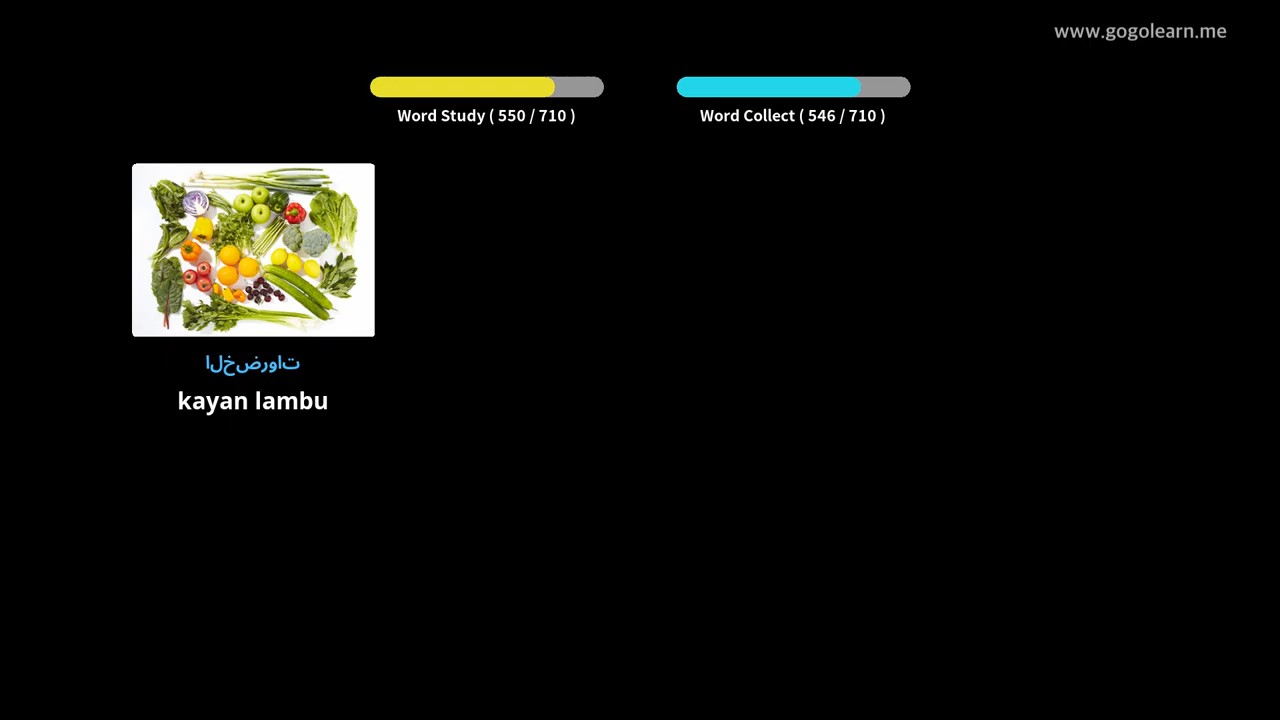 www.gogolearn.me
Word Study ( 550 / 710 )
Word Collect ( 546 / 710 )
الخضروات
kayan lambu